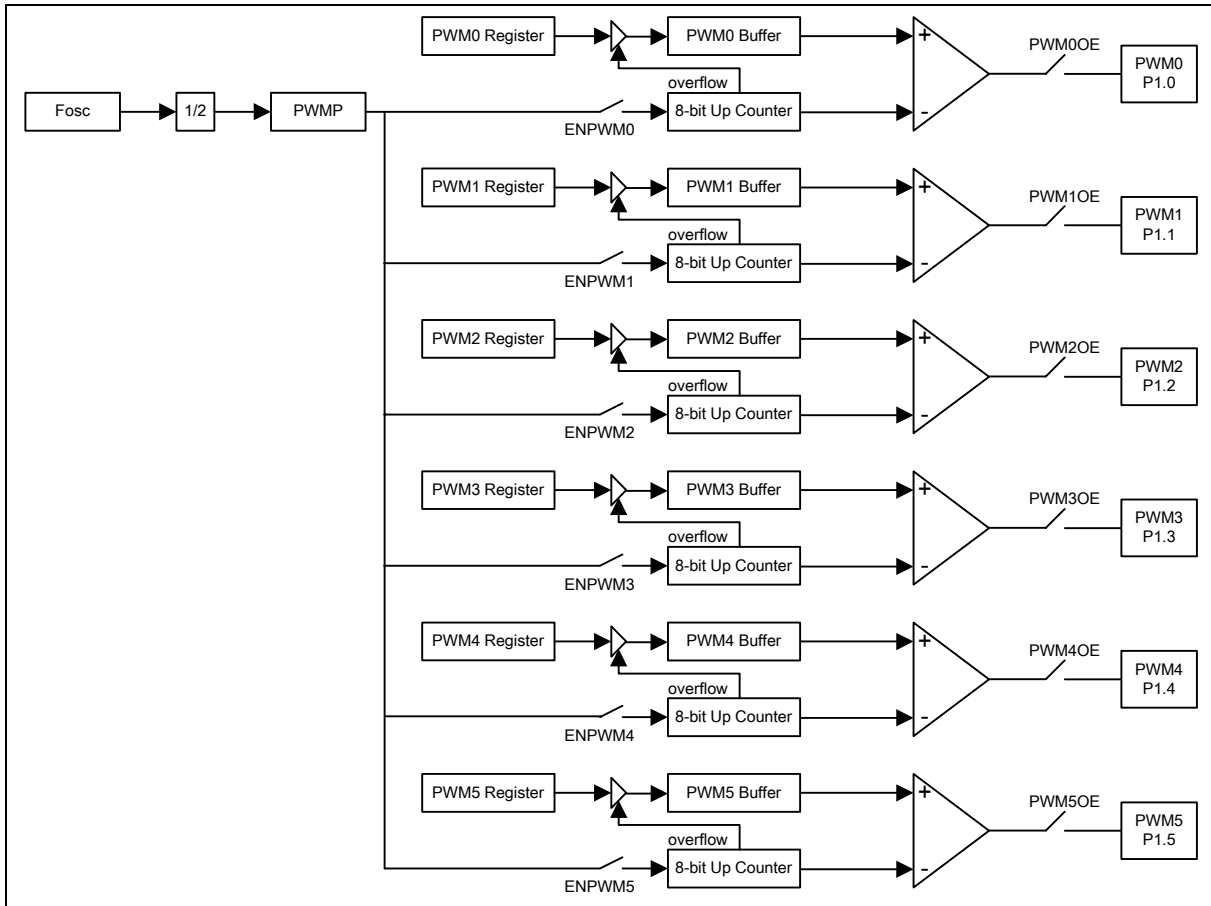 PWM0 Register
PWM0 Buffer
+
PWM0OE
PWM0
P1.0
overflow
Fosc
1/2
PWMP
ENPWM0
8-bit Up Counter
-
PWM1 Register
PWM1 Buffer
+
PWM1OE
PWM1
P1.1
overflow
ENPWM1
8-bit Up Counter
-
PWM2 Register
PWM2 Buffer
+
PWM2OE
PWM2
P1.2
overflow
ENPWM2
8-bit Up Counter
-
PWM3 Register
PWM3 Buffer
+
PWM3OE
PWM3
P1.3
overflow
ENPWM3
8-bit Up Counter
-
PWM4 Register
PWM4 Buffer
+
PWM4OE
PWM4
P1.4
overflow
ENPWM4
8-bit Up Counter
-
PWM5 Register
PWM5 Buffer
+
PWM5OE
PWM5
P1.5
overflow
ENPWM5
8-bit Up Counter
-